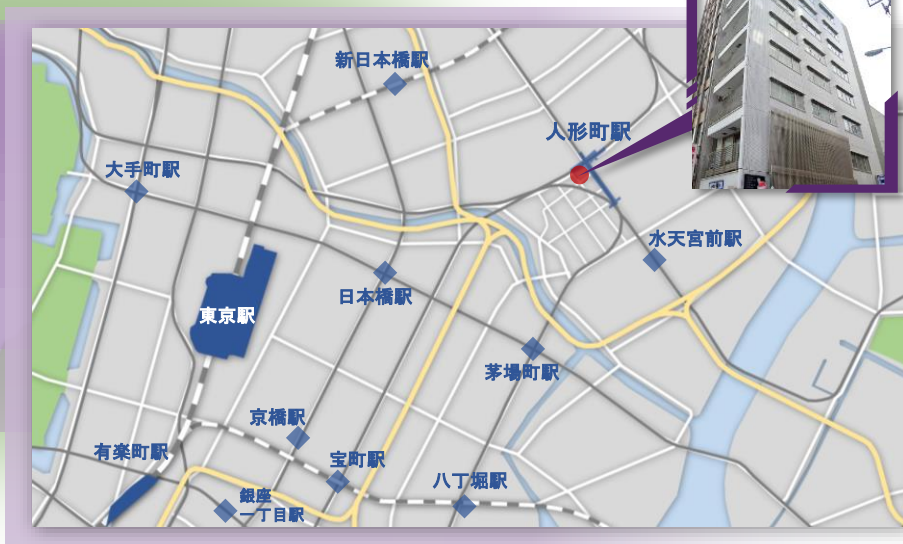 新日本橋駅
人形町駅
大手町駅
水天宮前駅
日本橋駅
東京駅
茅場町駅
京橋駅
有楽町駅
宝町駅
八丁堀駅
銀座
一丁目駅